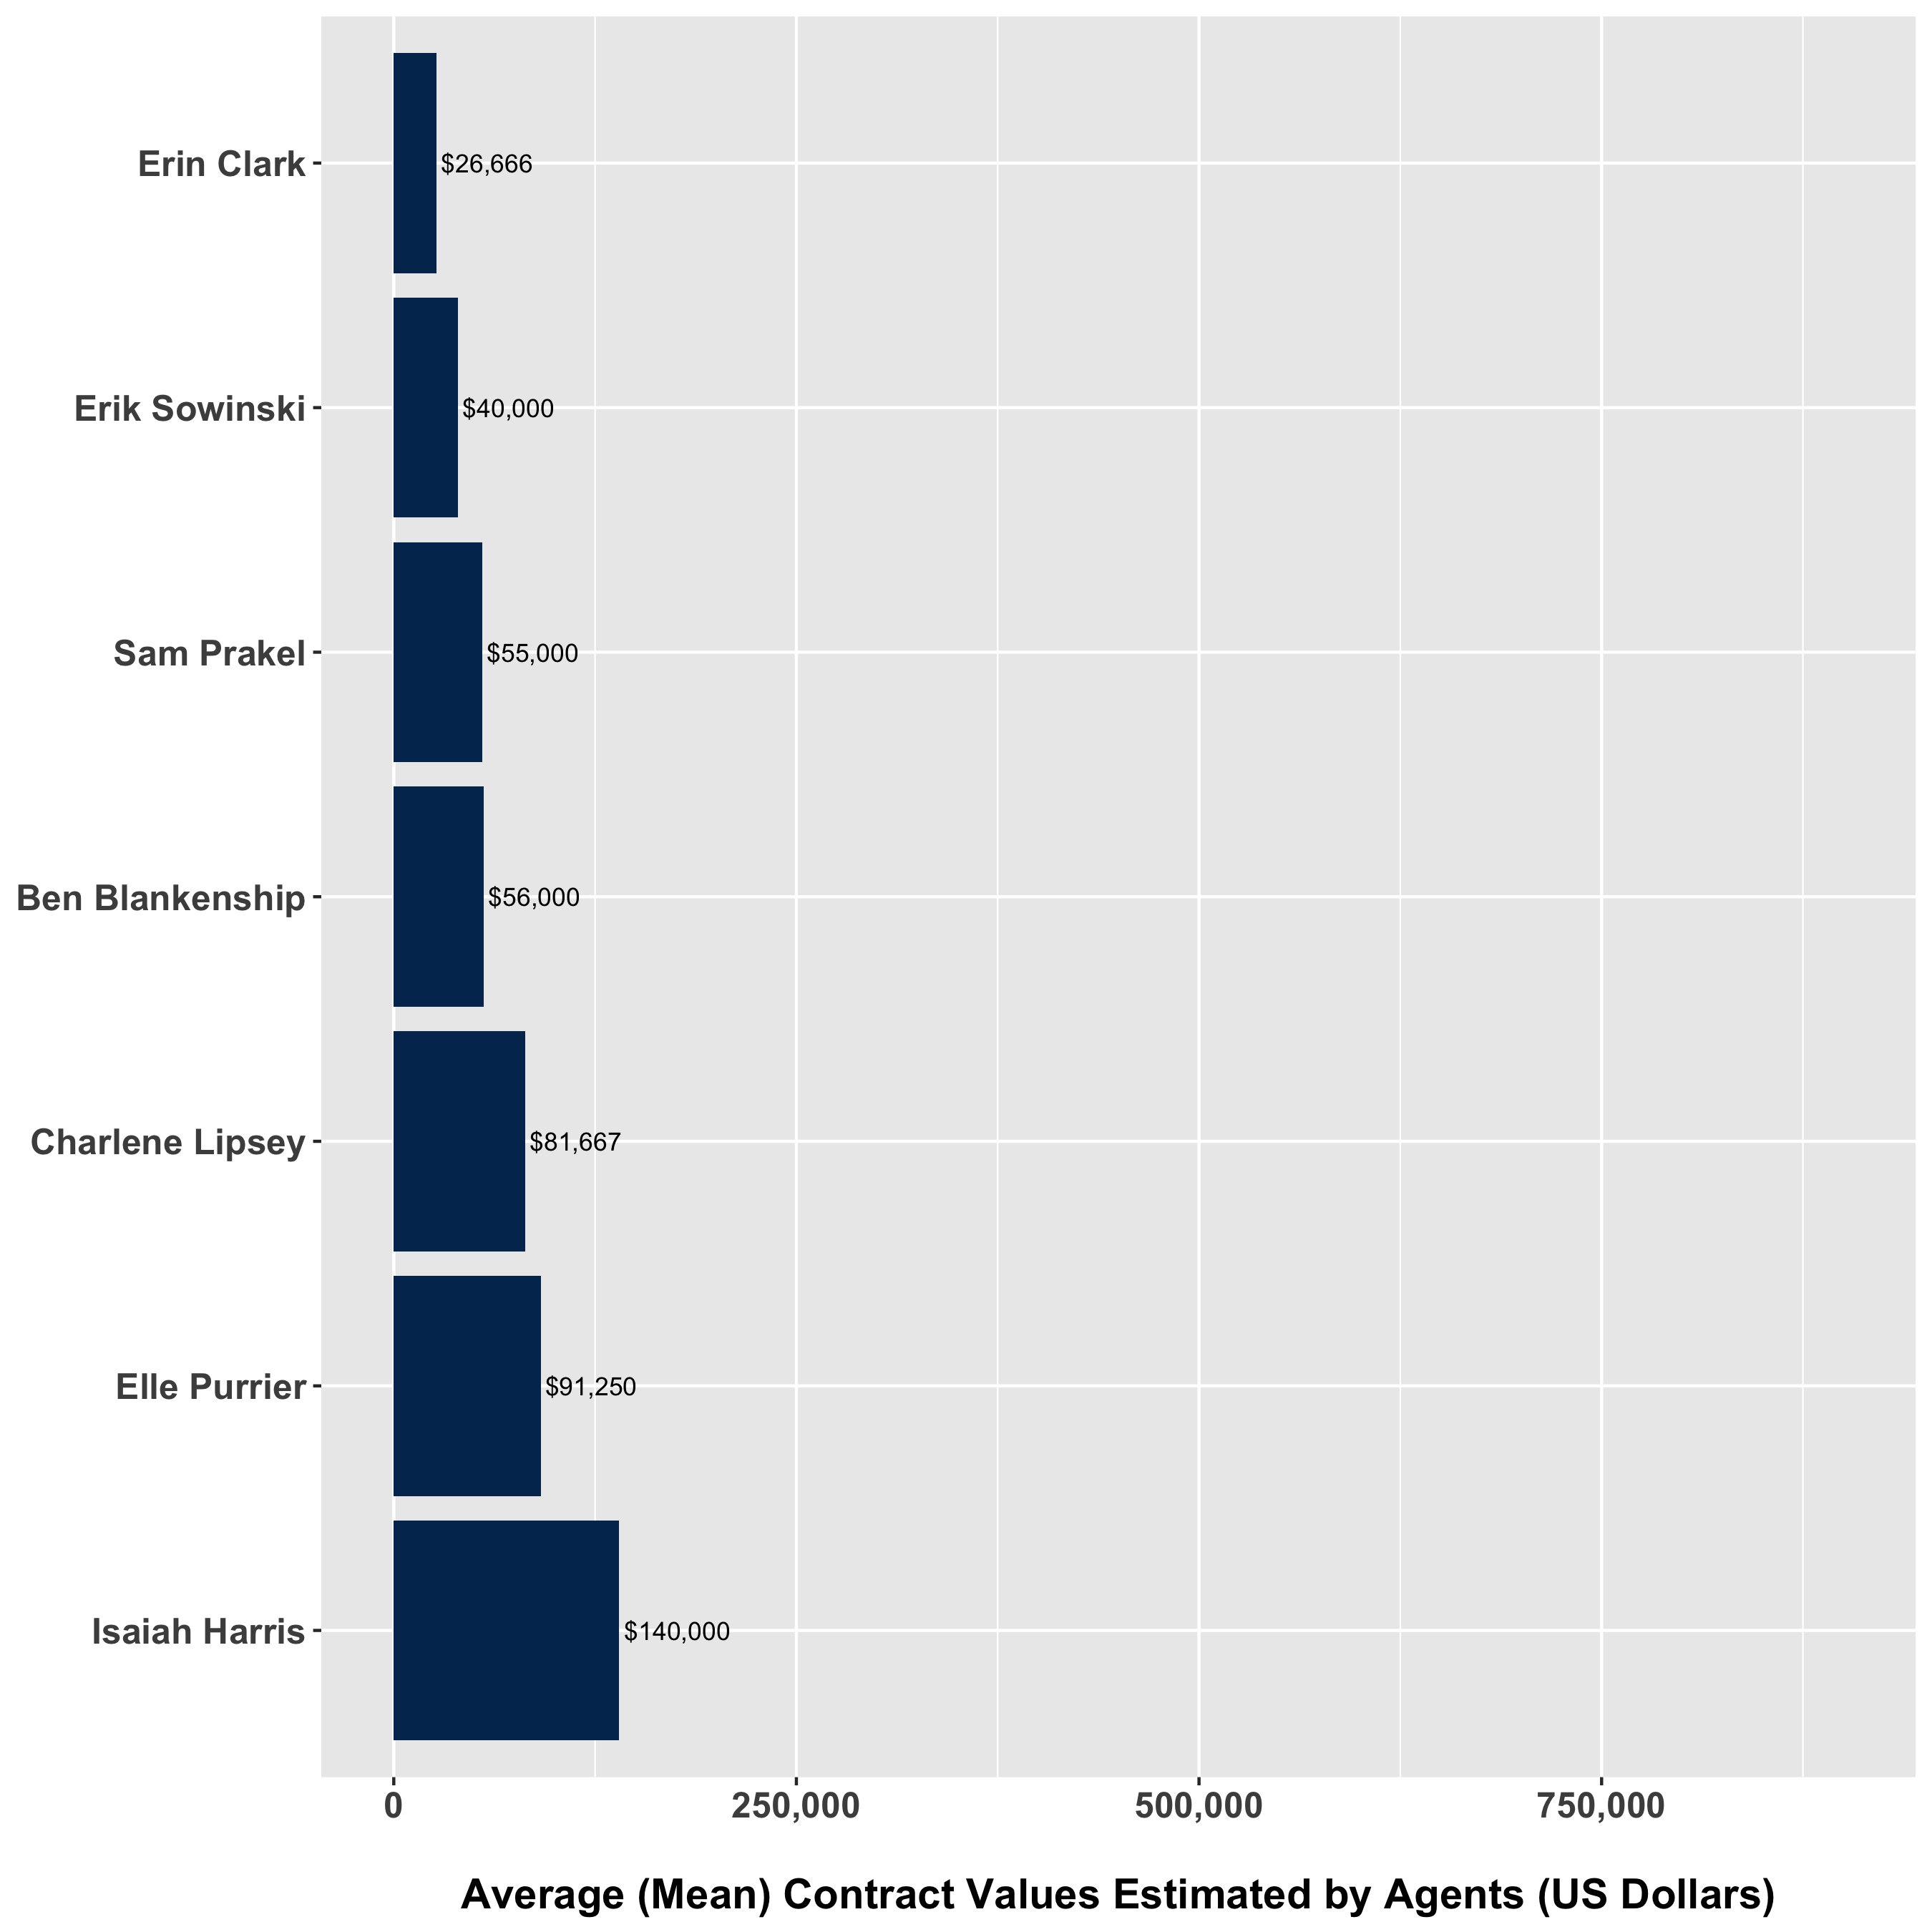 Erin Clark
$26,666
Erik Sowinski
$40,000
Sam Prakel
$55,000
Ben Blankenship
$56,000
Charlene Lipsey
$81,667
Elle Purrier
$91,250
Isaiah Harris
$140,000
0 250,000 500,000 750,000
Average (Mean) Contract Values Estimated by Agents (US Dollars)